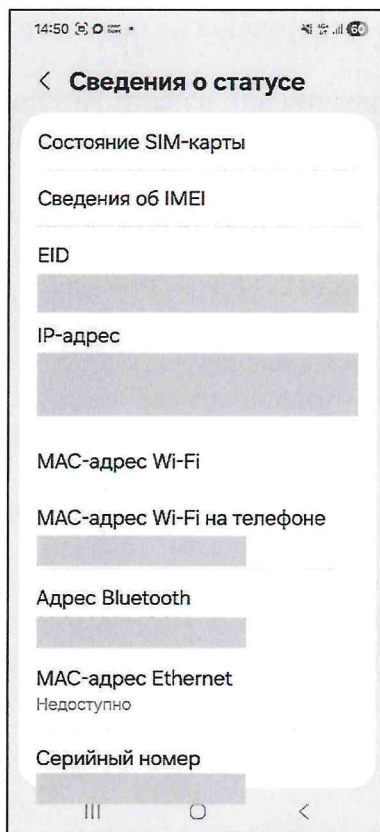 14:50
60
Сведения о статусе
Состояние SIM-карты
Сведения об IMEI
EID
IP-адрес
MAC-адрес Wi-Fi
MAC-адрес Wi-Fi на телефоне
Адрес Bluetooth
MAC-адрес Ethernet
Недоступно
Серийный номер